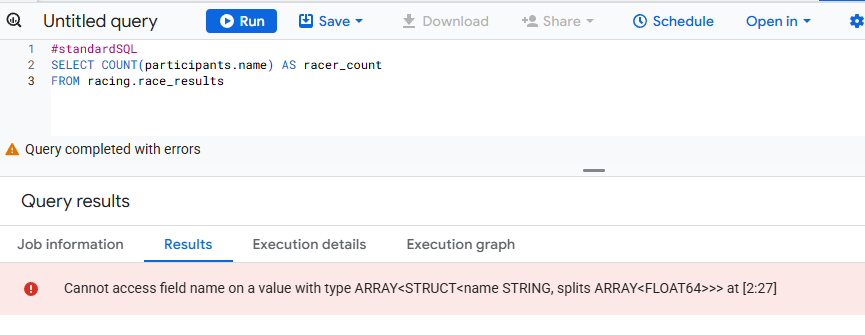 Untitled query Run Save Download Share Schedule Open in
1 #standardSQL
2 SELECT COUNT(participants.name) AS racer_count
3 FROM racing.race_results
Query completed with errors
Query results
Job information Results Execution details Execution graph
Cannot access field name on a value with type ARRAY<STRUCT<name STRING, splits ARRAY<FLOAT64>>> at [2:27]